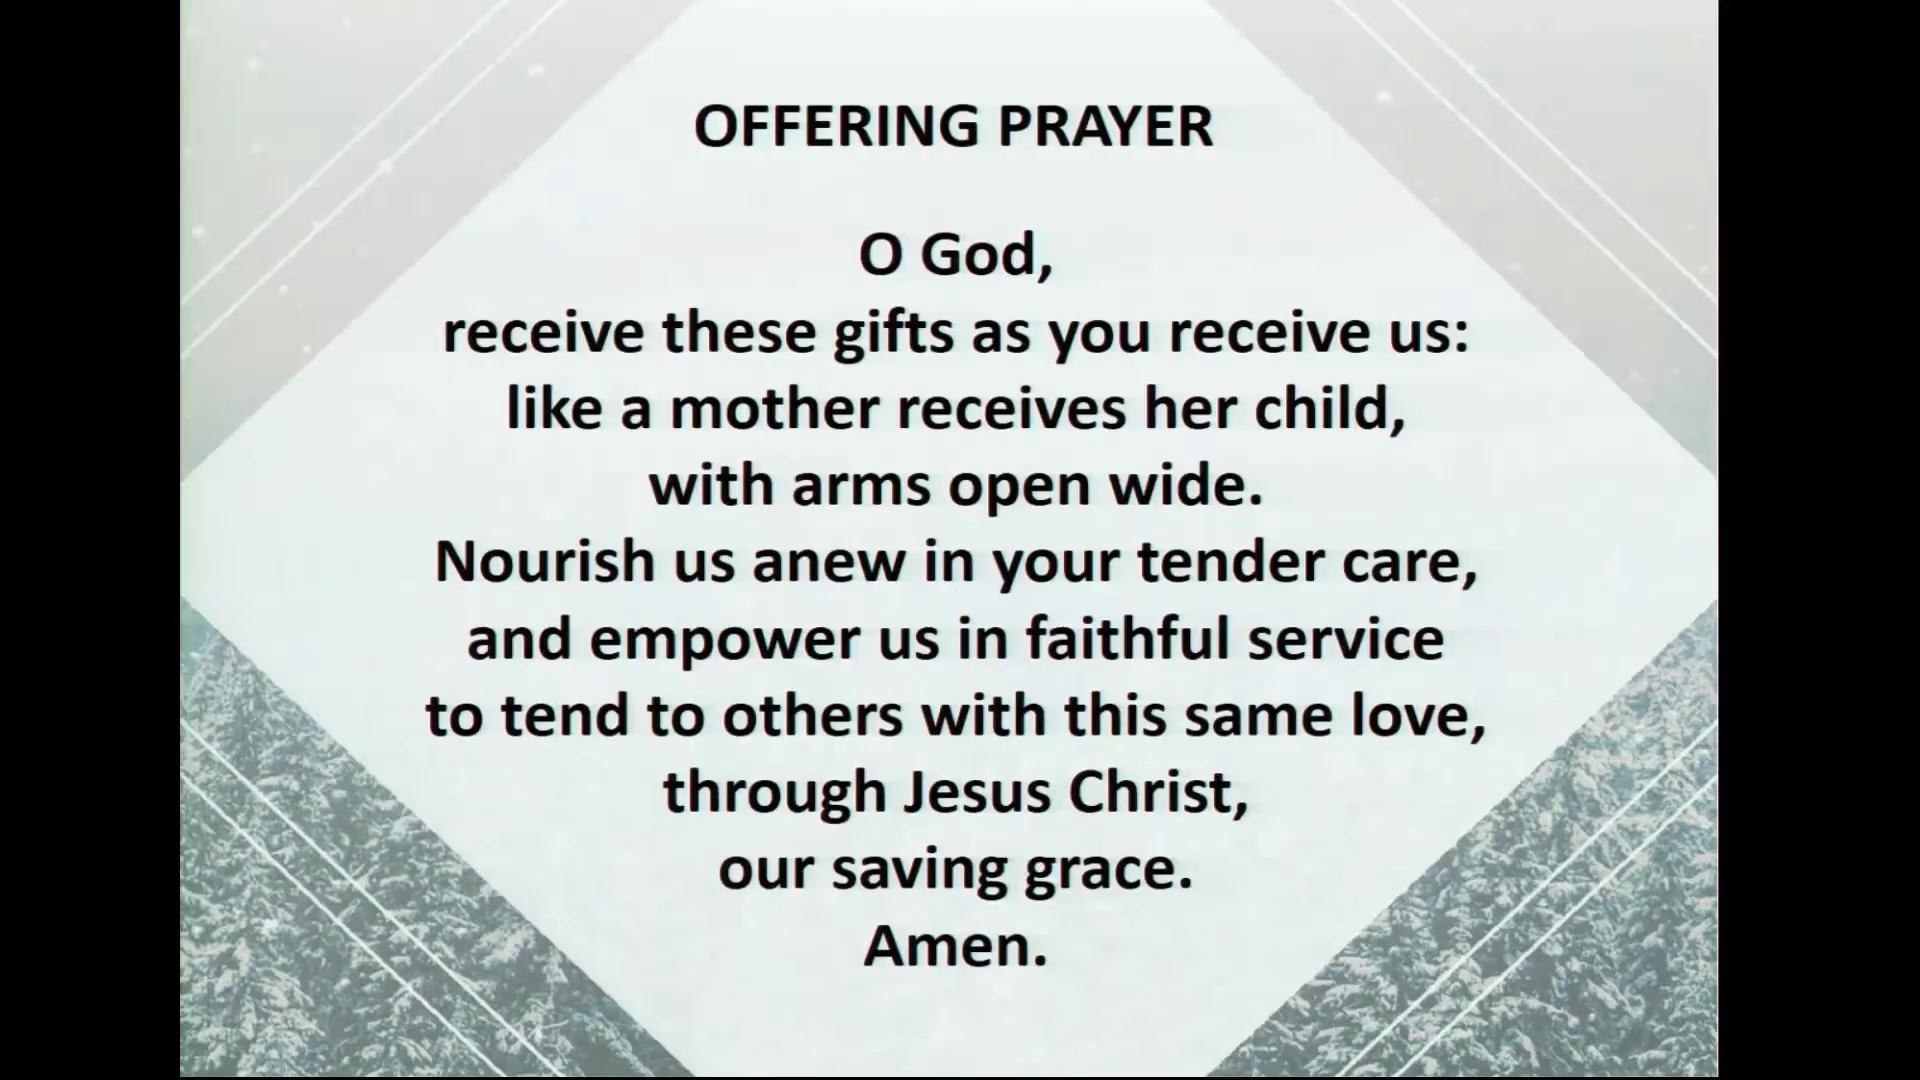 OFFERING PRAYER
O God,
receive these gifts as you receive us:
like a mother receives her child,
with arms open wide.
Nourish us anew in your tender care,
and empower us in faithful service
to tend to others with this same love,
through Jesus Christ,
our saving grace.
Amen.